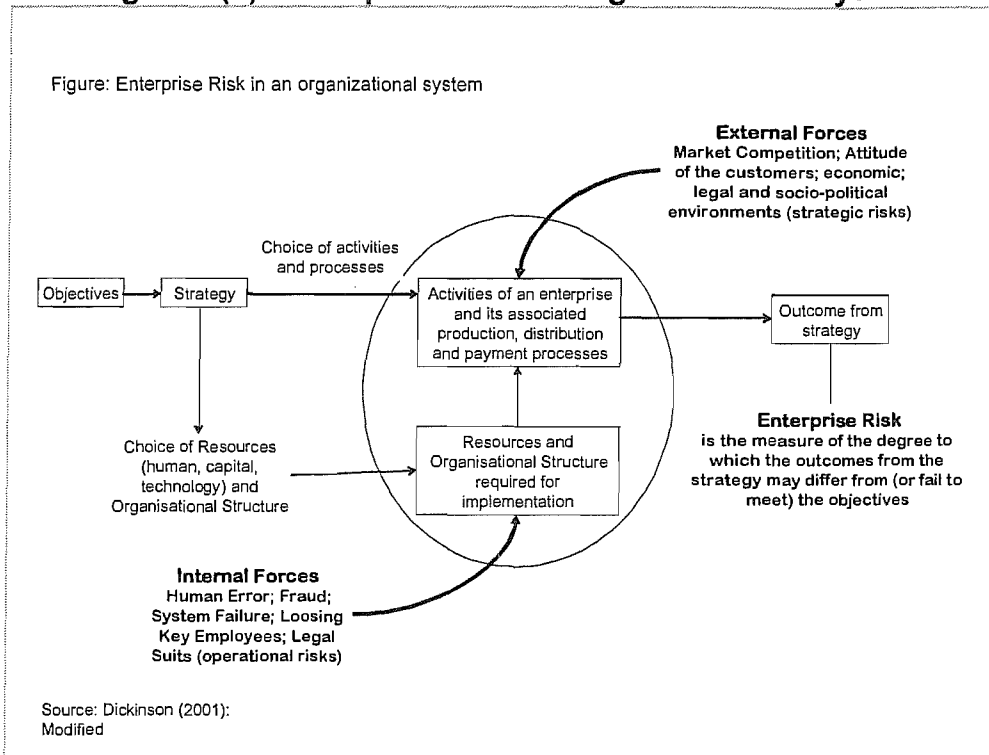 Figure: Enterprise Risk in an organizational system
External Forces
Market Competition; Attitude
of the customers; economic;
legal and socio-political
environments (strategic risks)
Choice of activities
and processes
Objectives
Strategy
Activities of an enterprise
and its associated
production, distribution
and payment processes
Outcome from
strategy
Choice of Resources
(human, capital,
technology) and
Organisational Structure
Resources and
Organisational Structure
required for
implementation
Enterprise Risk
is the measure of the degree to
which the outcomes from the
strategy may differ from (or fail to
meet) the objectives
Internal Forces
Human Error; Fraud;
System Failure; Loosing
Key Employees; Legal
Suits (operational risks)
Source: Dickinson (2001):
Modified